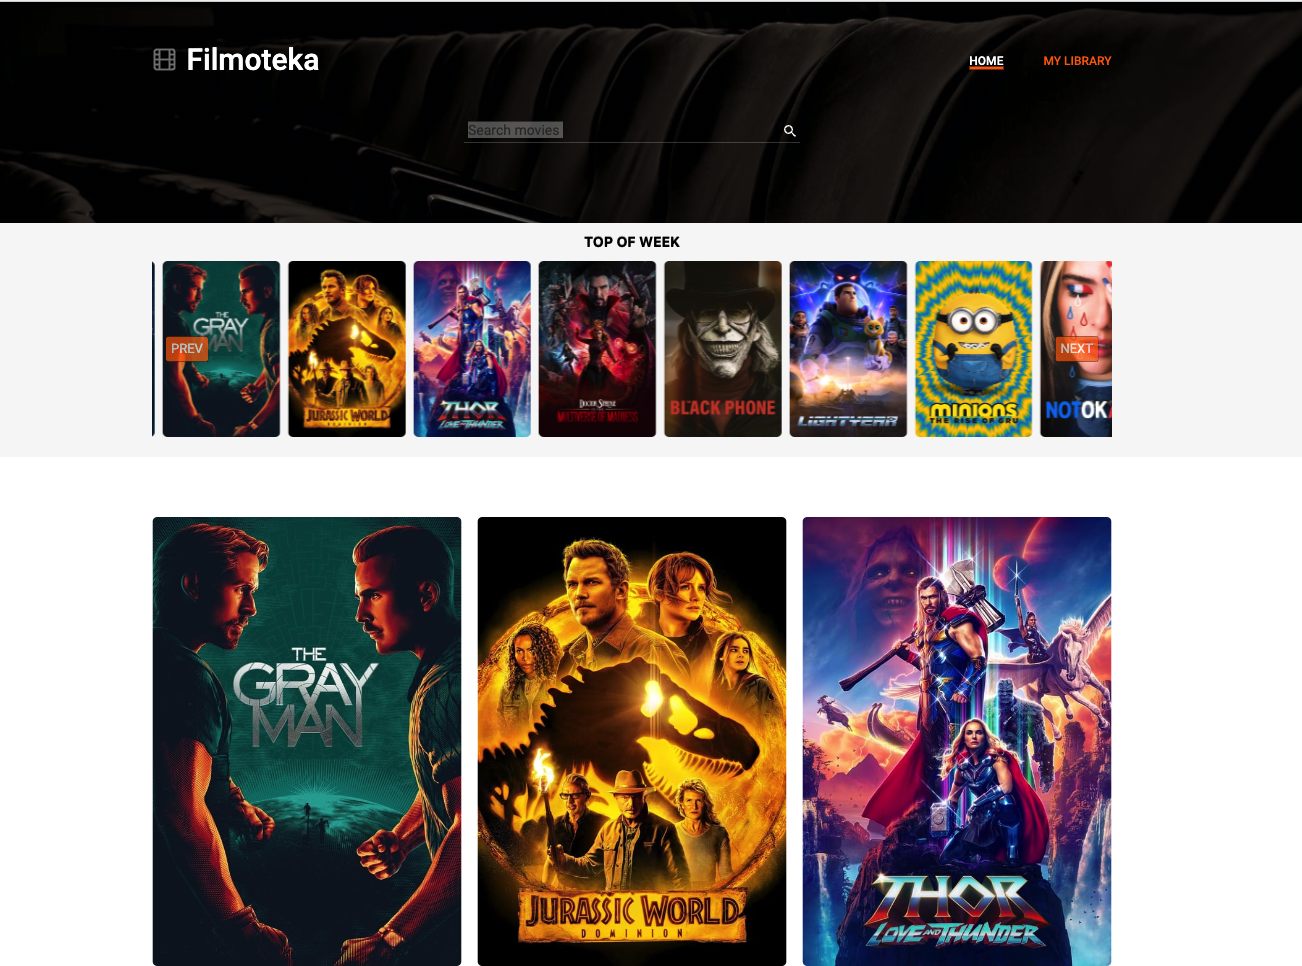 Filmoteka
HOME
MY LIBRARY
Search movies
TOP OF WEEK
THE
GRAY
MAN
PREV
JURASSIC WORLD
DOMINION
THOR
LOVE AND THUNDER
DOCTOR STRANGE
MULTIVERSE OF MADNESS
BLACK PHONE
LIGHTYEAR
MINIONS
THE RISE OF GRU
NEXT
NOT OK
THE
GRAY
MAN
JURASSIC WORLD
DOMINION
THOR
LOVE AND THUNDER